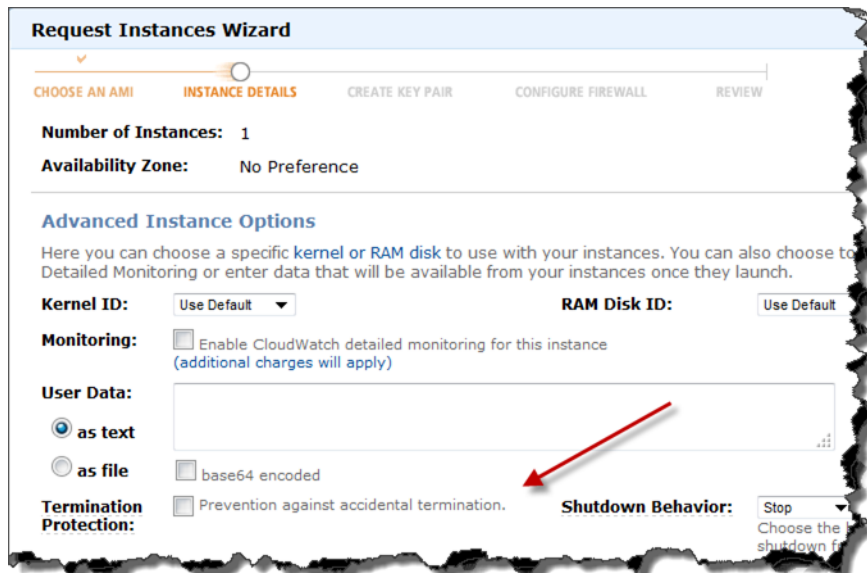 Request Instances Wizard
CHOOSE AN AMI INSTANCE DETAILS CREATE KEY PAIR CONFIGURE FIREWALL REVIEW
Number of Instances: 1
Availability Zone: No Preference
Advanced Instance Options
Here you can choose a specific kernel or RAM disk to use with your instances. You can also choose to
Detailed Monitoring or enter data that will be available from your instances once they launch.
Kernel ID: Use Default RAM Disk ID: Use Default
Monitoring: Enable CloudWatch detailed monitoring for this instance
(additional charges will apply)
User Data:
as text
as file base64 encoded
Termination Prevention against accidental termination. Shutdown Behavior: Stop
Protection: Choose the
shutdown